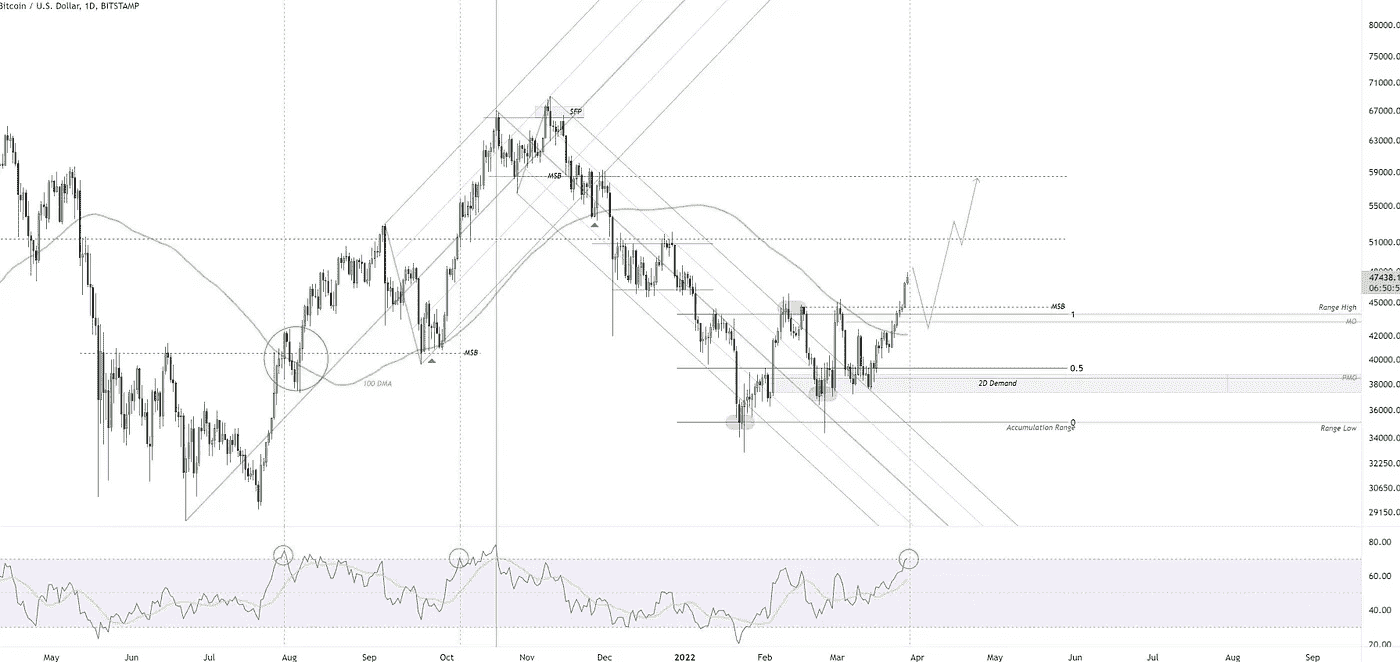 Bitcoin / U.S. Dollar, 1D, BITSTAMP
80000.0
75000.0
71000.0
67000.0
SFP
63000.0
59000.0
MSB
55000.0
51000.0
47438.1
06:50:5
45000.0
MSB
Range High
1
MO
42000.0
MSB
40000.0
0.5
100 DMA
2D Demand
PMO
38000.0
36000.0
0
Accumulation Range
Range Low
34000.0
32250.0
30650.0
29150.0
80.00
60.00
40.00
20.00
May Jun Jul Aug Sep Oct Nov Dec 2022 Feb Mar Apr May Jun Jul Aug Sep